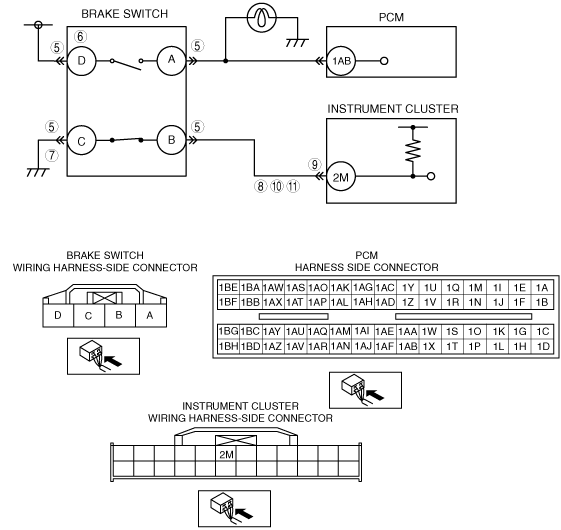 BRAKE SWITCH
PCM
⑤ ⑥ ⑤
D A 1AB
INSTRUMENT CLUSTER
⑤ ⑤
C B
⑦ ⑨
2M
⑧ ⑩ ⑪
BRAKE SWITCH
WIRING HARNESS-SIDE CONNECTOR
D C B A
PCM
HARNESS SIDE CONNECTOR
1BE 1BA 1AW 1AS 1AO 1AK 1AG 1AC 1Y 1U 1Q 1M 1I 1E 1A
1BF 1BB 1AX 1AT 1AP 1AL 1AH 1AD 1Z 1V 1R 1N 1J 1F 1B
1BG 1BC 1AY 1AU 1AQ 1AM 1AI 1AE 1AA 1W 1S 1O 1K 1G 1C
1BH 1BD 1AZ 1AV 1AR 1AN 1AJ 1AF 1AB 1X 1T 1P 1L 1H 1D
INSTRUMENT CLUSTER
WIRING HARNESS-SIDE CONNECTOR
2M